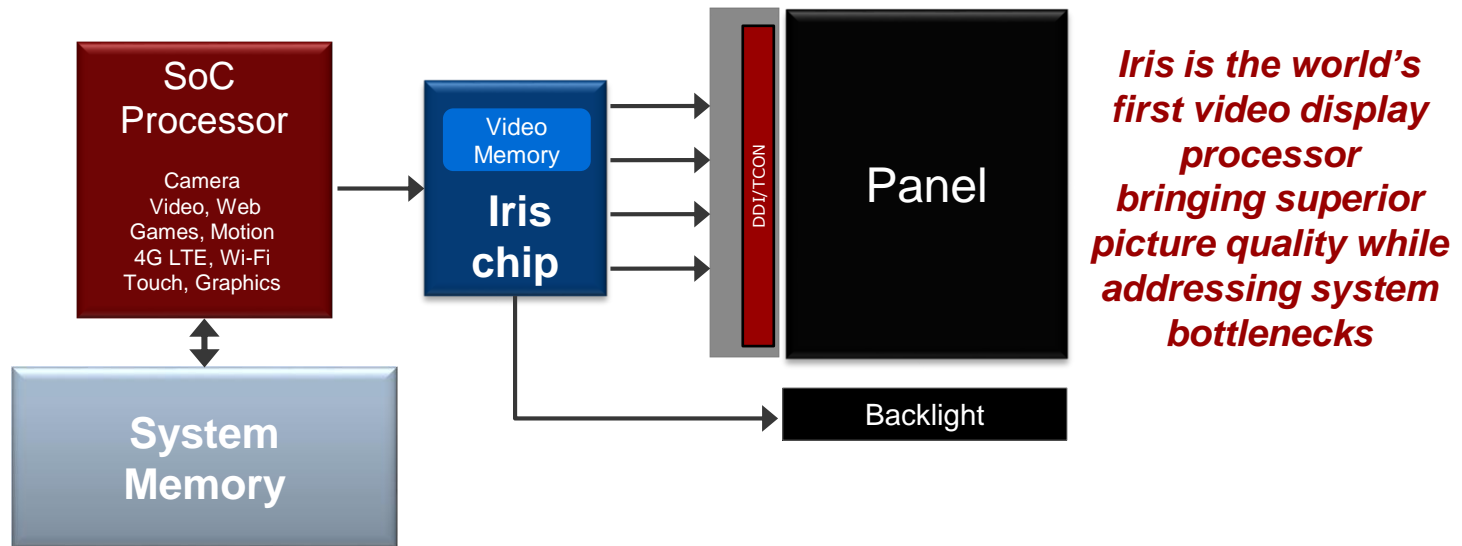 SoC
Processor
Camera
Video, Web
Games, Motion
4G LTE, Wi-Fi
Touch, Graphics
System
Memory
Video
Memory
Iris
chip
DDI/TCON
Panel
Backlight
Iris is the world’s
first video display
processor
bringing superior
picture quality while
addressing system
bottlenecks